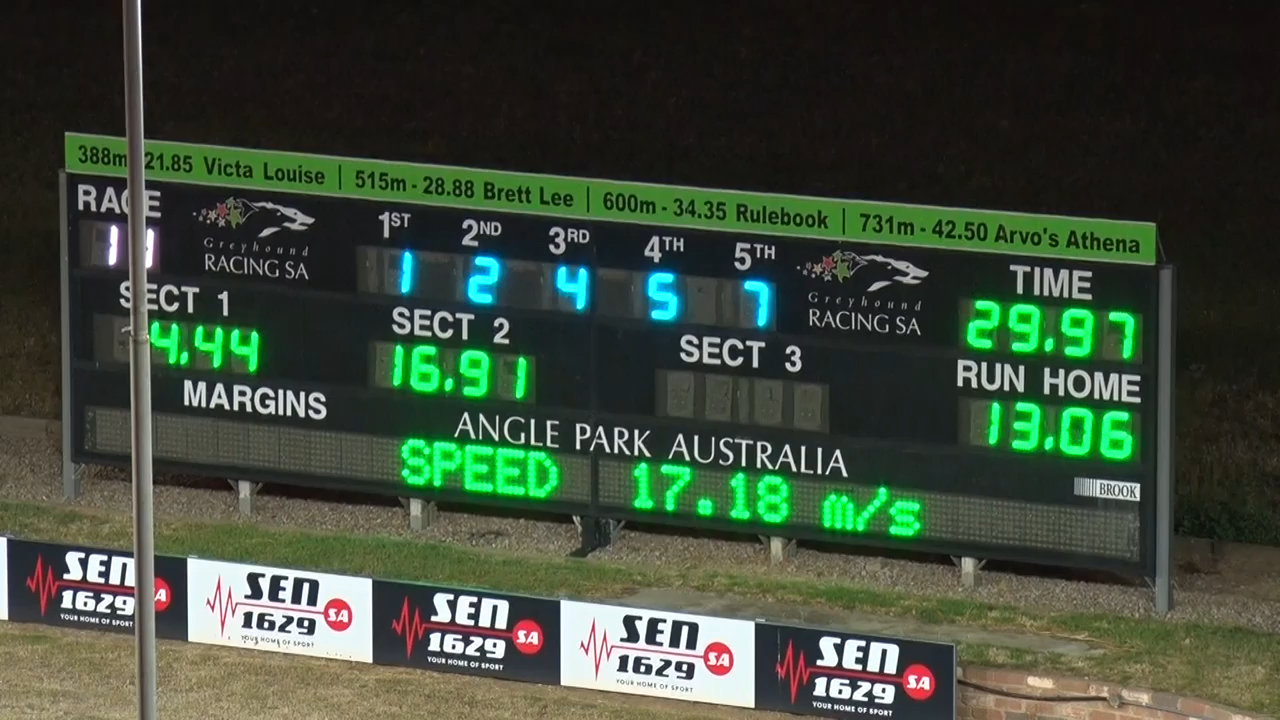 388m 21.85 Victa Louise | 515m - 28.88 Brett Lee | 600m - 34.35 Rulebook | 731m - 42.50 Arvo's Athena
RACE
11
Greyhound
RACING SA
1ST 2ND 3RD 4TH 5TH
1 2 4 5 7
Greyhound
RACING SA
TIME
29.97
SECT 1
4.44
SECT 2
16.91
SECT 3
RUN HOME
13.06
MARGINS
ANGLE PARK AUSTRALIA
SPEED 17.18 m/s
BROOK
SEN
1629 A
YOUR HOME OF SPORT
SEN
1629 SA
YOUR HOME OF SPORT
SEN
1629 SA
YOUR HOME OF SPORT
SEN
1629 SA
YOUR HOME OF SPORT
SEN
1629 SA
YOUR HOME OF SPORT